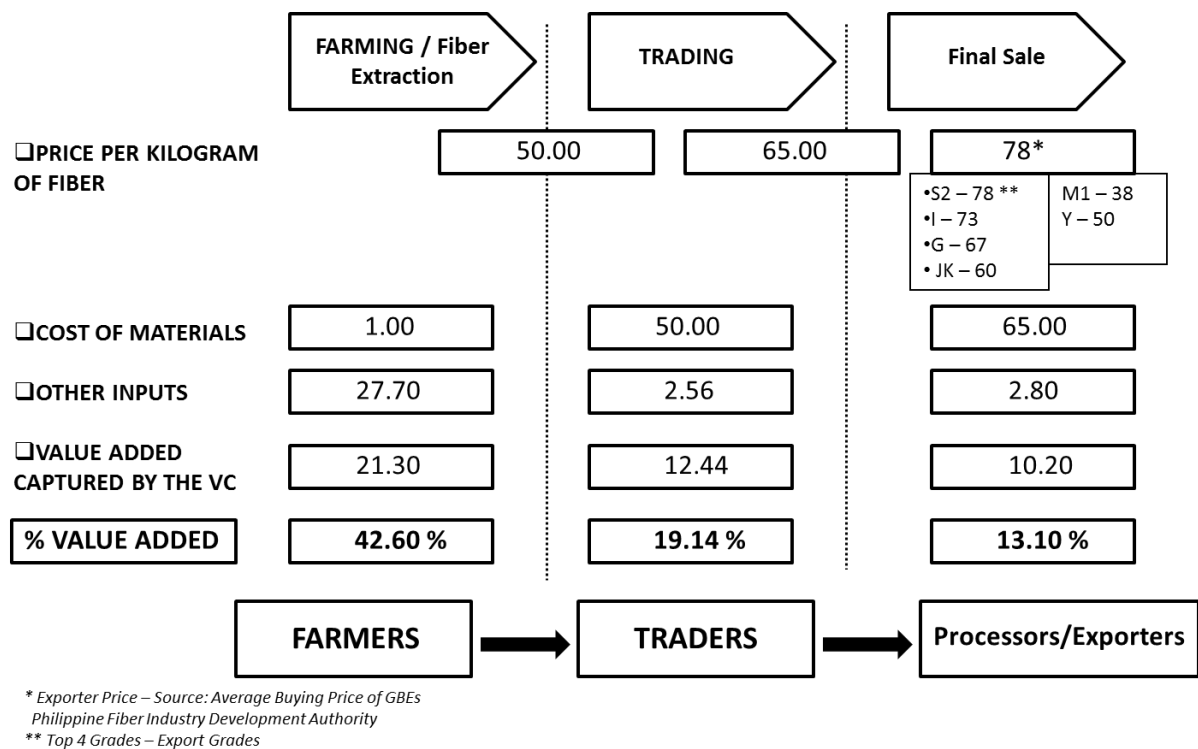 FARMING / Fiber
Extraction
TRADING
Final Sale
❑PRICE PER KILOGRAM
OF FIBER
50.00
65.00
78*
•S2 – 78 **
•I – 73
•G – 67
• JK – 60
M1 – 38
Y – 50
❑COST OF MATERIALS
1.00
50.00
65.00
❑OTHER INPUTS
27.70
2.56
2.80
❑VALUE ADDED
CAPTURED BY THE VC
21.30
12.44
10.20
% VALUE ADDED
42.60 %
19.14 %
13.10 %
FARMERS
TRADERS
Processors/Exporters
* Exporter Price – Source: Average Buying Price of GBEs
Philippine Fiber Industry Development Authority
** Top 4 Grades – Export Grades